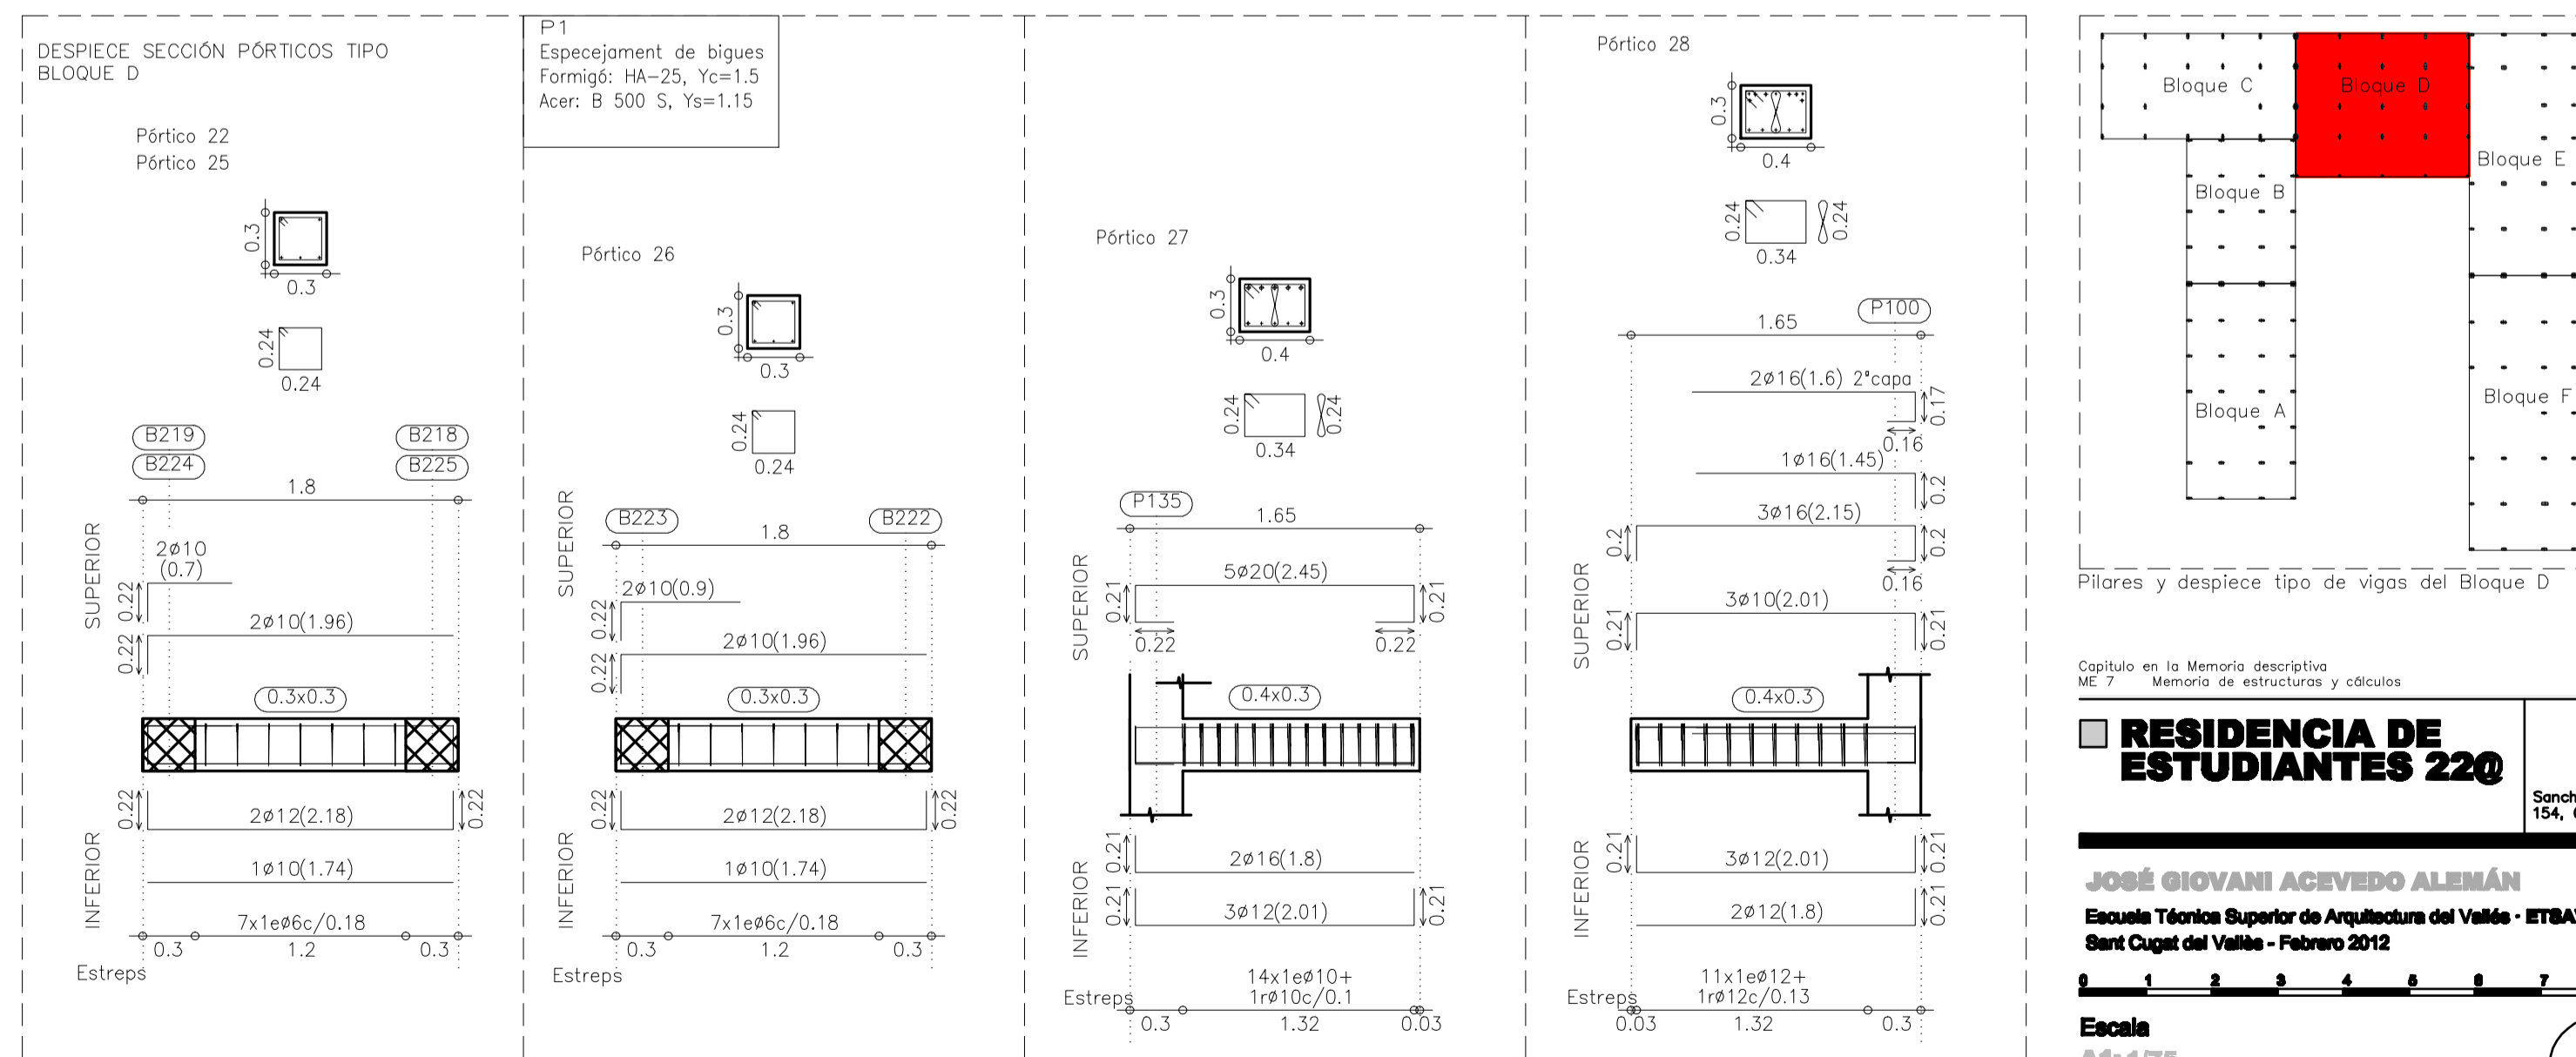 DESPIECE SECCIÓN PÓRTICOS TIPO
BLOQUE D
Pórtico 22
Pórtico 25
0.3
0.3
0.24
0.24
B219
B218
B224
B225
1.8
SUPERIOR
2ø10
(0.7)
0.22
2ø10(1.96)
0.22
0.3x0.3
0.22
2ø12(2.18)
0.22
INFERIOR
1ø10(1.74)
7x1eø6c/0.18
0.3
1.2
0.3
Estreps
P1
Especejament de bigues
Formigó: HA-25, Yc=1.5
Acer: B 500 S, Ys=1.15
Pórtico 26
0.3
0.3
0.24
0.24
B223
B222
1.8
SUPERIOR
2ø10(0.9)
0.22
2ø10(1.96)
0.22
0.3x0.3
0.22
2ø12(2.18)
0.22
INFERIOR
1ø10(1.74)
7x1eø6c/0.18
0.3
1.2
0.3
Estreps
Pórtico 27
0.3
0.4
0.24
0.24
0.34
P135
1.65
SUPERIOR
5ø20(2.45)
0.21
0.21
0.22
0.22
0.4x0.3
0.21
2ø16(1.8)
INFERIOR
0.21
3ø12(2.01)
0.21
14x1eø10+
Estreps
1rø10c/0.1
0.3
1.32
0.03
Pórtico 28
0.3
0.4
0.24
0.24
0.34
P100
1.65
2ø16(1.6) 2ªcapa
0.17
0.16
1ø16(1.45)
0.2
3ø16(2.15)
0.2
0.2
0.16
SUPERIOR
3ø10(2.01)
0.21
0.21
0.4x0.3
0.21
3ø12(2.01)
0.21
INFERIOR
2ø12(1.8)
11x1eø12+
Estreps
1rø12c/0.13
0.03
1.32
0.3
Bloque C
Bloque D
Bloque E
Bloque B
Bloque A
Bloque F
Pilares y despiece tipo de vigas del Bloque D
Capitulo en la Memoria descriptiva
ME 7 Memoria de estructuras y cálculos
RESIDENCIA DE
ESTUDIANTES 22@
154,
JOSÉ GIOVANI ACEVEDO ALEMÁN
Escuela Técnica Superior de Arquitectura del Vallés · ETSAV
Sant Cugat del Vallès - Febrero 2012
0 1 2 3 4 5 6 7
Escala